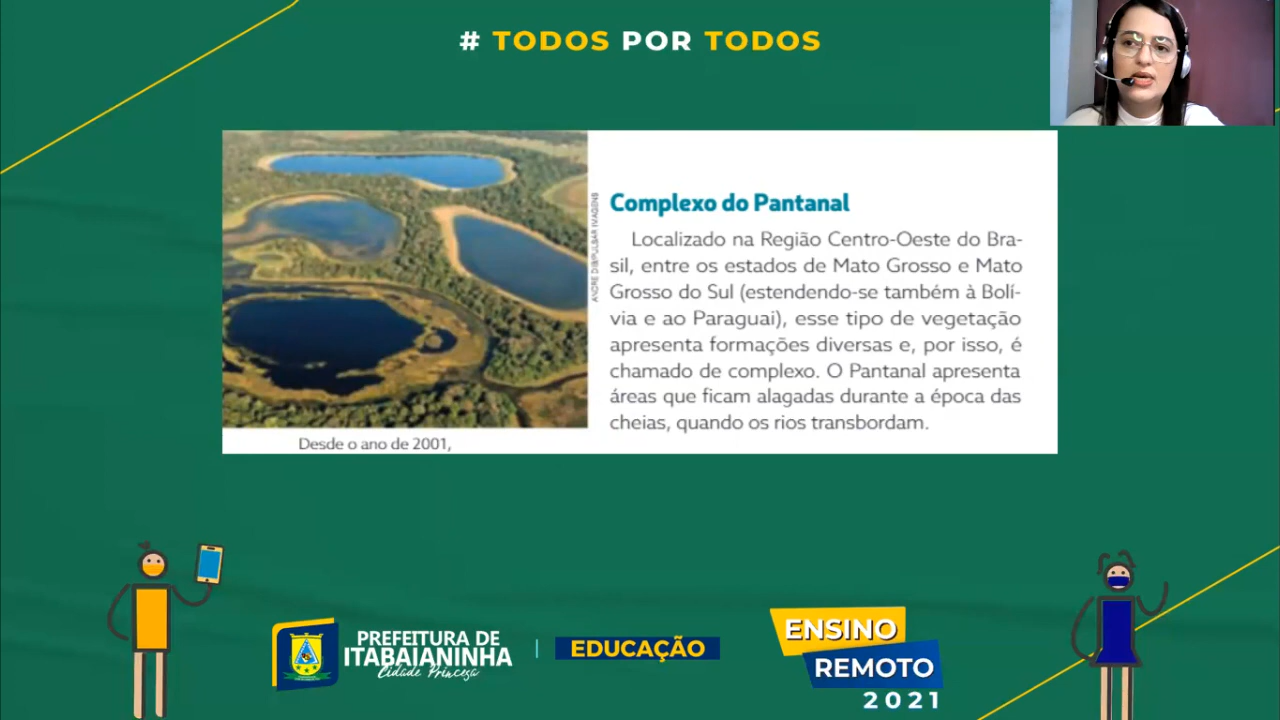 # TODOS POR TODOS
Complexo do Pantanal
Localizado na Região Centro-Oeste do Bra-
sil, entre os estados de Mato Grosso e Mato
Grosso do Sul (estendendo-se também à Bolí-
via e ao Paraguai), esse tipo de vegetação
apresenta formações diversas e, por isso, é
chamado de complexo. O Pantanal apresenta
áreas que ficam alagadas durante a época das
cheias, quando os rios transbordam.
ANDRE DIB/PULSAR IMAGENS
Desde o ano de 2001,
PREFEITURA DE
ITABAIANINHA
Cidade Princesa
EDUCAÇÃO
ENSINO
REMOTO
2021